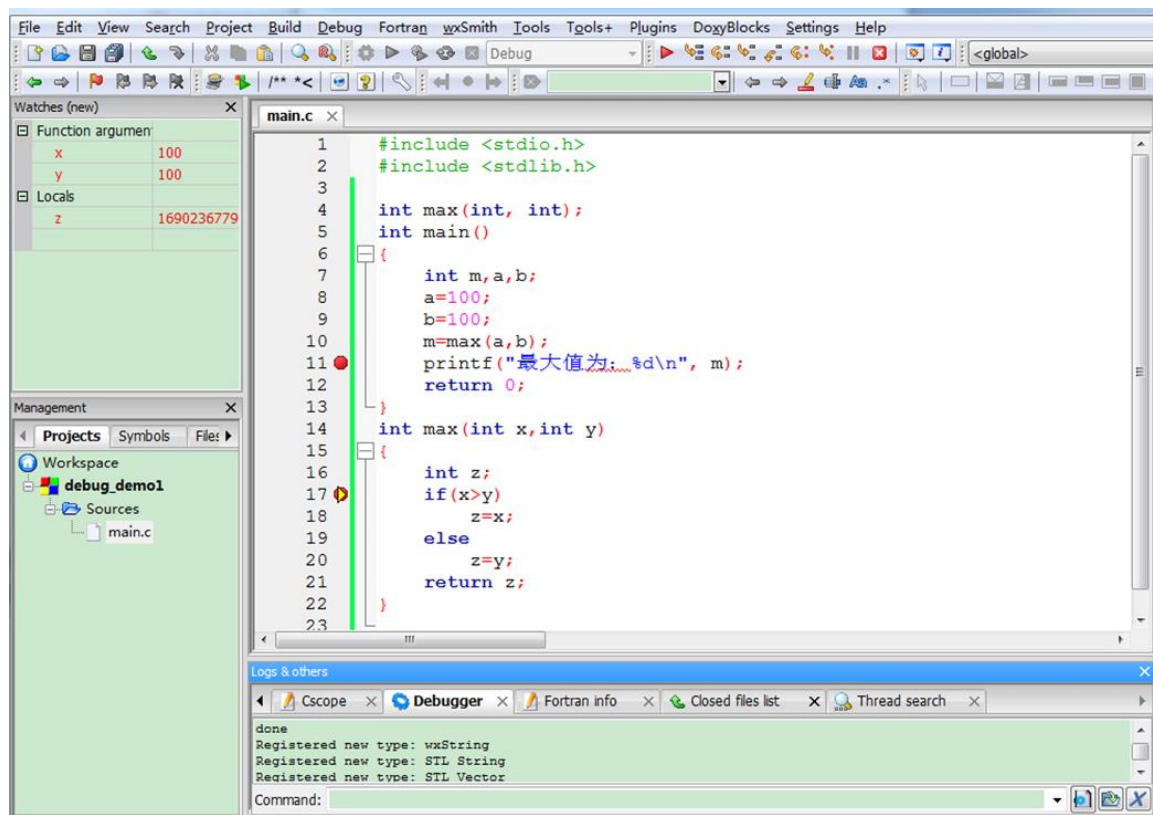 File Edit View Search Project Build Debug Fortran wxSmith Tools Tools+ Plugins DoxyBlocks Settings Help
Debug <global>
/** *<
Watches (new)
Function argumen
x 100
y 100
Locals
z 1690236779
Management
Projects Symbols Files
Workspace
debug_demo1
Sources
main.c
main.c
1 #include <stdio.h>
2 #include <stdlib.h>
3
4 int max(int, int);
5 int main()
6 {
7 int m,a,b;
8 a=100;
9 b=100;
10 m=max(a,b);
11 printf("最大值为：%d\n", m);
12 return 0;
13 }
14 int max(int x,int y)
15 {
16 int z;
17 if(x>y)
18 z=x;
19 else
20 z=y;
21 return z;
22 }
23
Logs & others
Cscope Debugger Fortran info Closed files list Thread search
done
Registered new type: wxString
Registered new type: STL String
Registered new type: STL Vector
Command: